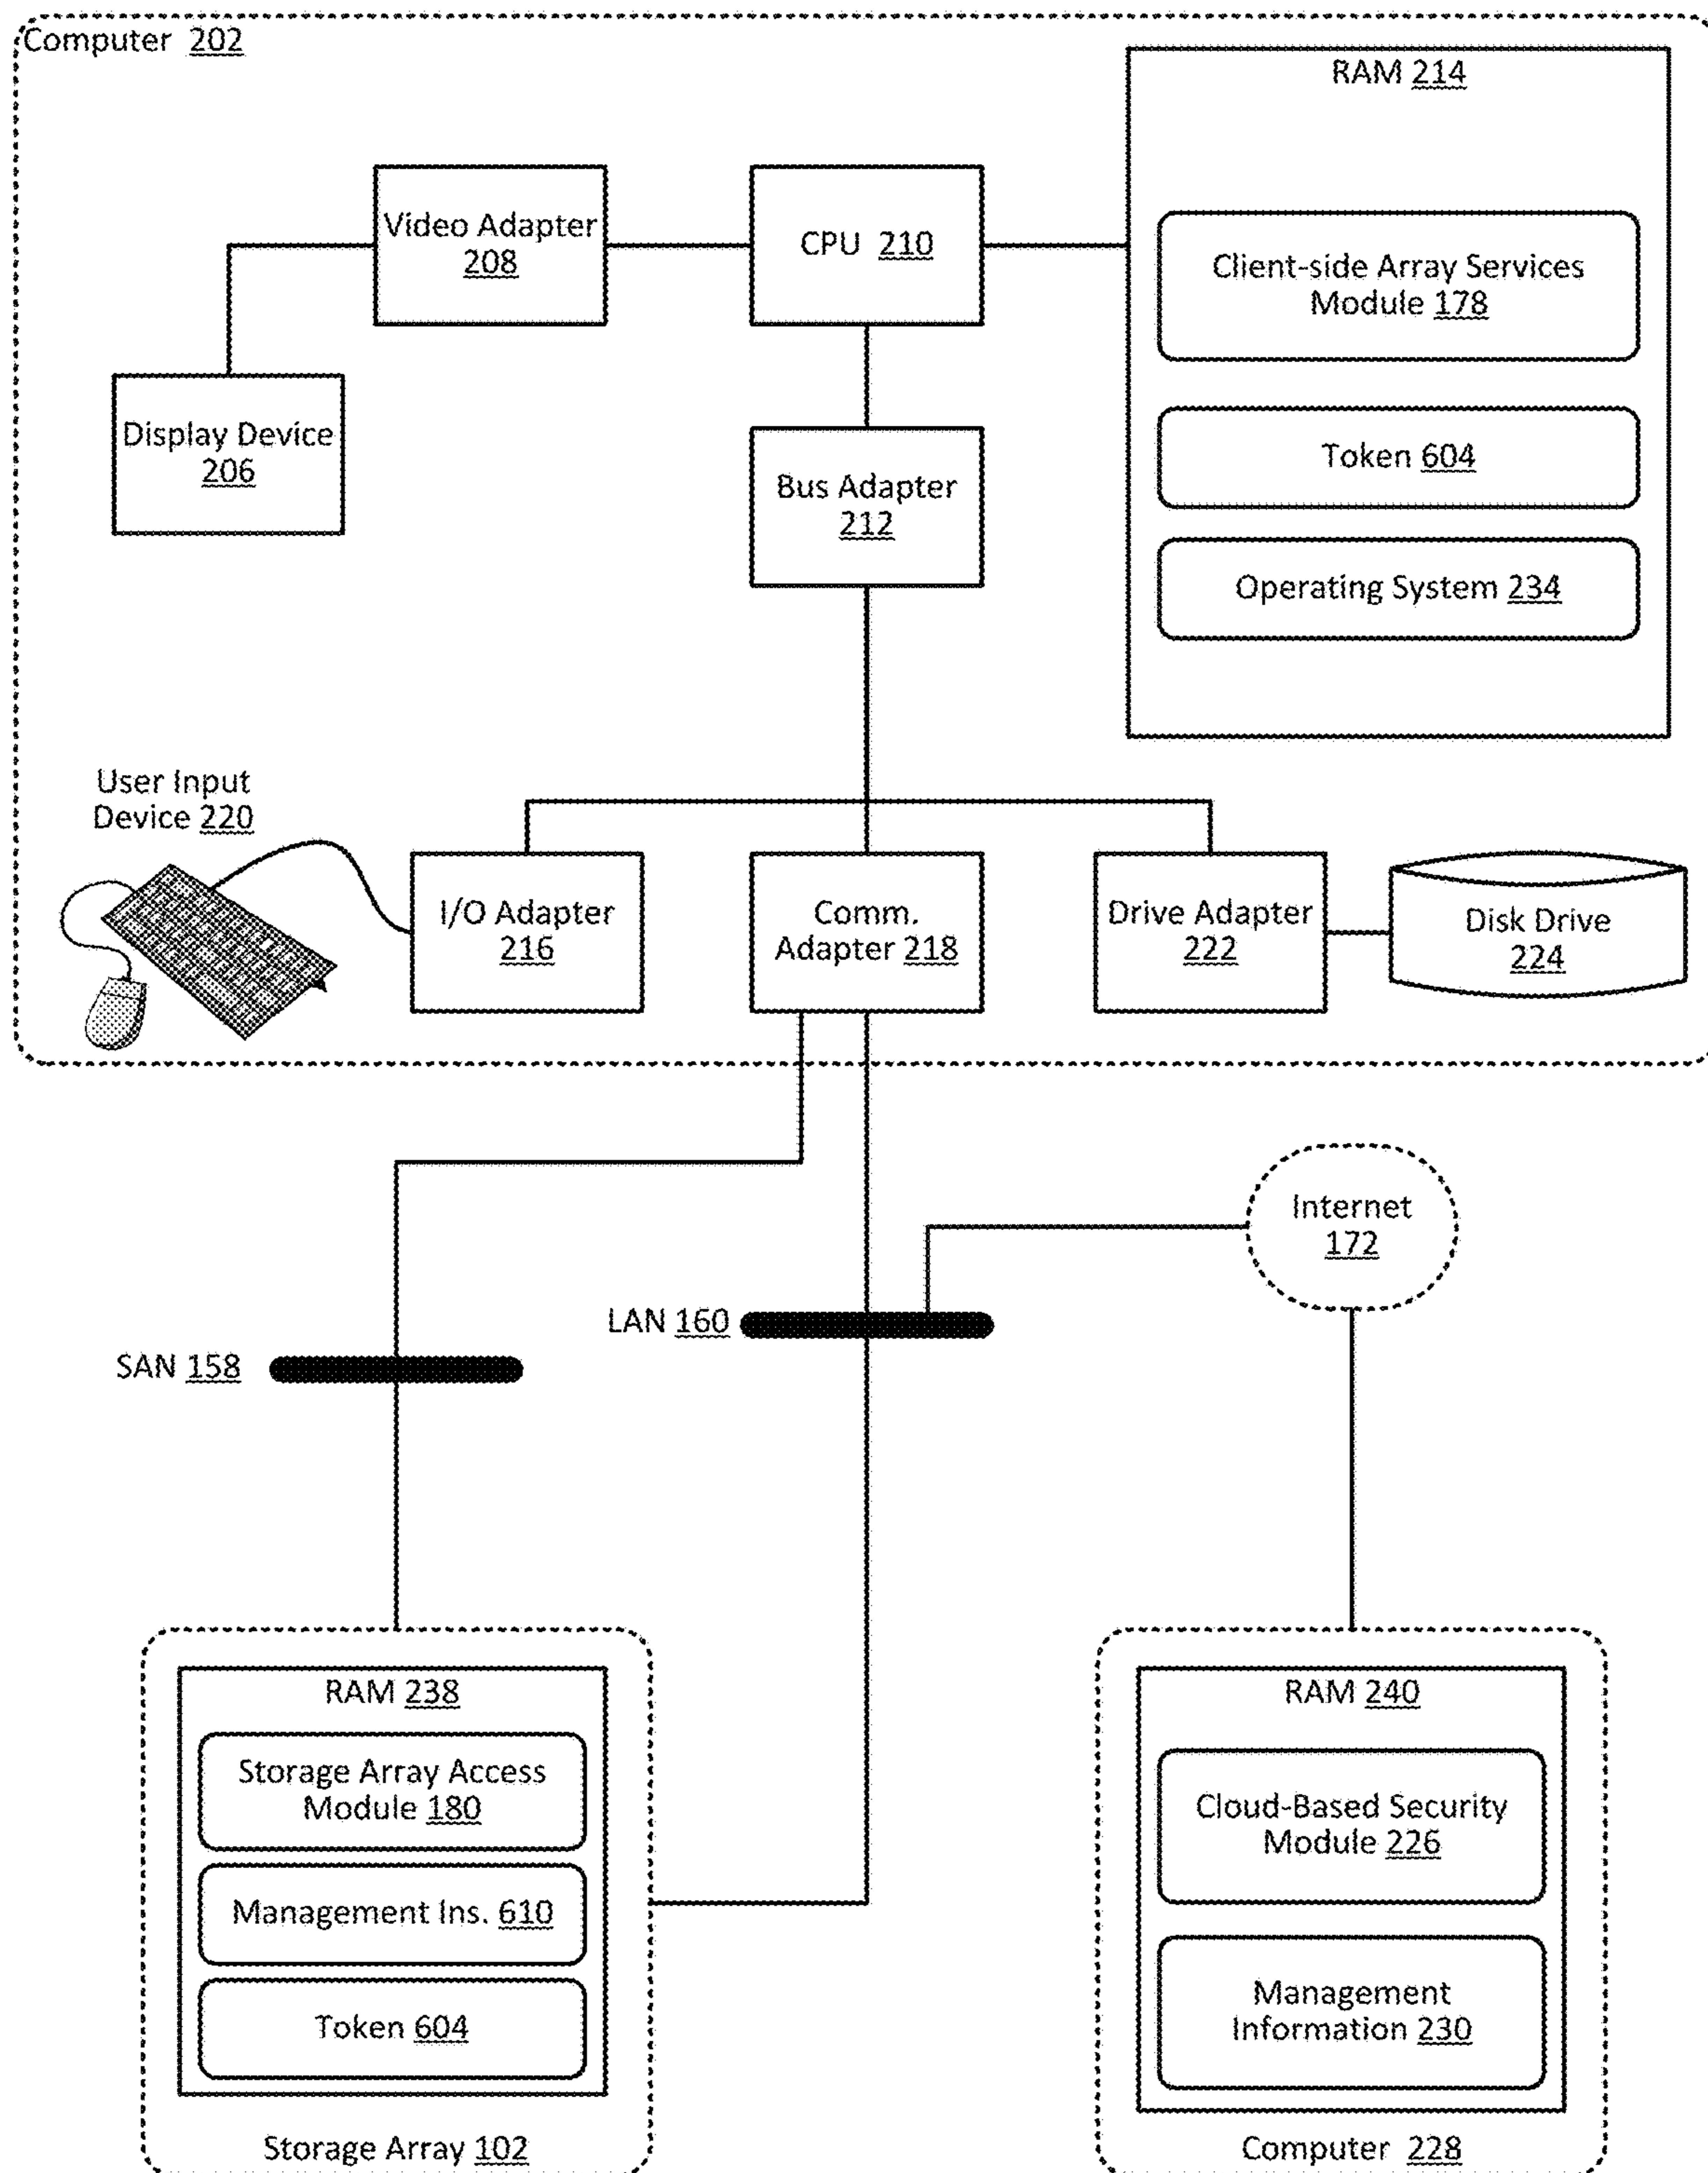 Computer 202
RAM 214
Video Adapter
208
CPU 210
Client-side Array Services
Module 178
Display Device
206
Token 604
Bus Adapter
212
Operating System 234
User Input
Device 220
I/O Adapter
216
Comm.
Adapter 218
Drive Adapter
222
Disk Drive
224
Internet
172
LAN 160
SAN 158
RAM 238
Storage Array Access
Module 180
Management Ins. 610
Token 604
Storage Array 102
RAM 240
Cloud-Based Security
Module 226
Management
Information 230
Computer 228